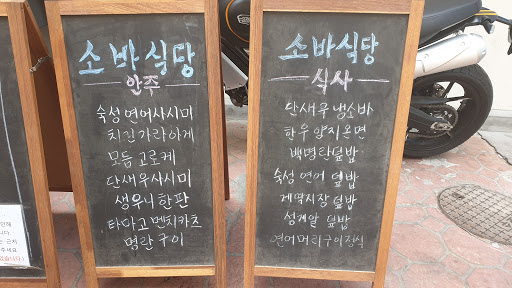 소바식당
안주
숙성 연어사시미
치킨가라아게
모듬 고로케
단새우사시미
생우니 한판
타마고 멘치카츠
명란구이
소바식당
식사
단새우 냉소바
한우 양지온면
백명란덮밥
숙성 연어 덮밥
게딱지장 덮밥
성게알 덮밥
연어머리구이정식